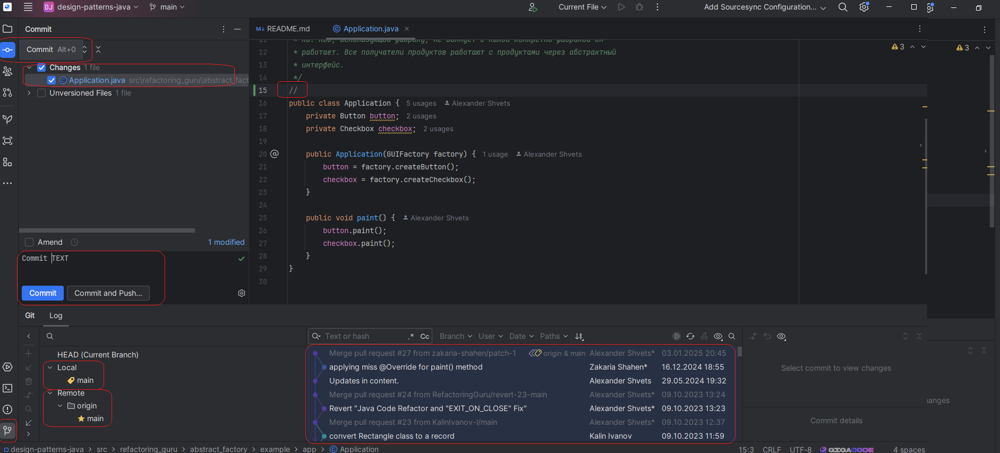 DJ design-patterns-java main Current File Add Sourcesync Configuration...
Commit
README.md Application.java
Commit Alt+0
Changes 1 file
Application.java src\refactoring_guru\abstract_fact
Unversioned Files 1 file
12 * работает. Все получатели продуктов работают с продуктами через абстрактный
13 * интерфейс.
14 */
15 //
16 public class Application { 5 usages Alexander Shvets
17 private Button button; 2 usages
18 private Checkbox checkbox; 2 usages
19
20 public Application(GUIFactory factory) { 1 usage Alexander Shvets
21 button = factory.createButton();
22 checkbox = factory.createCheckbox();
23 }
24
25 public void paint() { Alexander Shvets
26 button.paint();
27 checkbox.paint();
28 }
29 }
30
3
3
Amend 1 modified
Commit TEXT
Commit Commit and Push...
Git Log
Text or hash .* Cc Branch User Date Paths
HEAD (Current Branch)
Local
main
Remote
origin
main
Merge pull request #27 from zakaria-shahen/patch-1 origin & main Alexander Shvets* 03.01.2025 20:45
applying miss @Override for paint() method Zakaria Shahen* 16.12.2024 18:55
Updates in content. Alexander Shvets 29.05.2024 19:32
Merge pull request #24 from RefactoringGuru/revert-23-main Alexander Shvets* 09.10.2023 13:24
Revert "Java Code Refactor and "EXIT_ON_CLOSE" Fix" Alexander Shvets* 09.10.2023 13:23
Merge pull request #23 from KalinIvanov-I/main Alexander Shvets* 09.10.2023 12:37
convert Rectangle class to a record Kalin Ivanov 09.10.2023 11:59
Select commit to view changes
anges
Commit details
design-patterns-java > src > refactoring_guru > abstract_factory > example > app > Application 15:3 CRLF UTF-8 GIGACODE 4 spaces